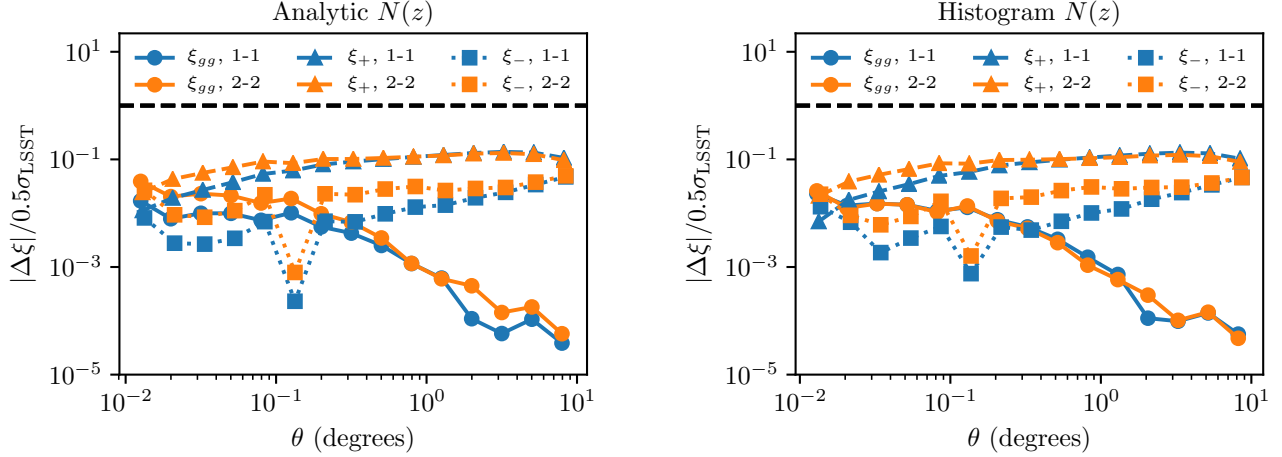 Analytic N(z)
ξgg, 1-1 ξ+, 1-1 ξ−, 1-1
ξgg, 2-2 ξ+, 2-2 ξ−, 2-2
|Δξ|/0.5σLSST
10^1
10^−1
10^−3
10^−5
10^−2 10^−1 10^0 10^1
θ (degrees)
Histogram N(z)
ξgg, 1-1 ξ+, 1-1 ξ−, 1-1
ξgg, 2-2 ξ+, 2-2 ξ−, 2-2
|Δξ|/0.5σLSST
10^1
10^−1
10^−3
10^−5
10^−2 10^−1 10^0 10^1
θ (degrees)